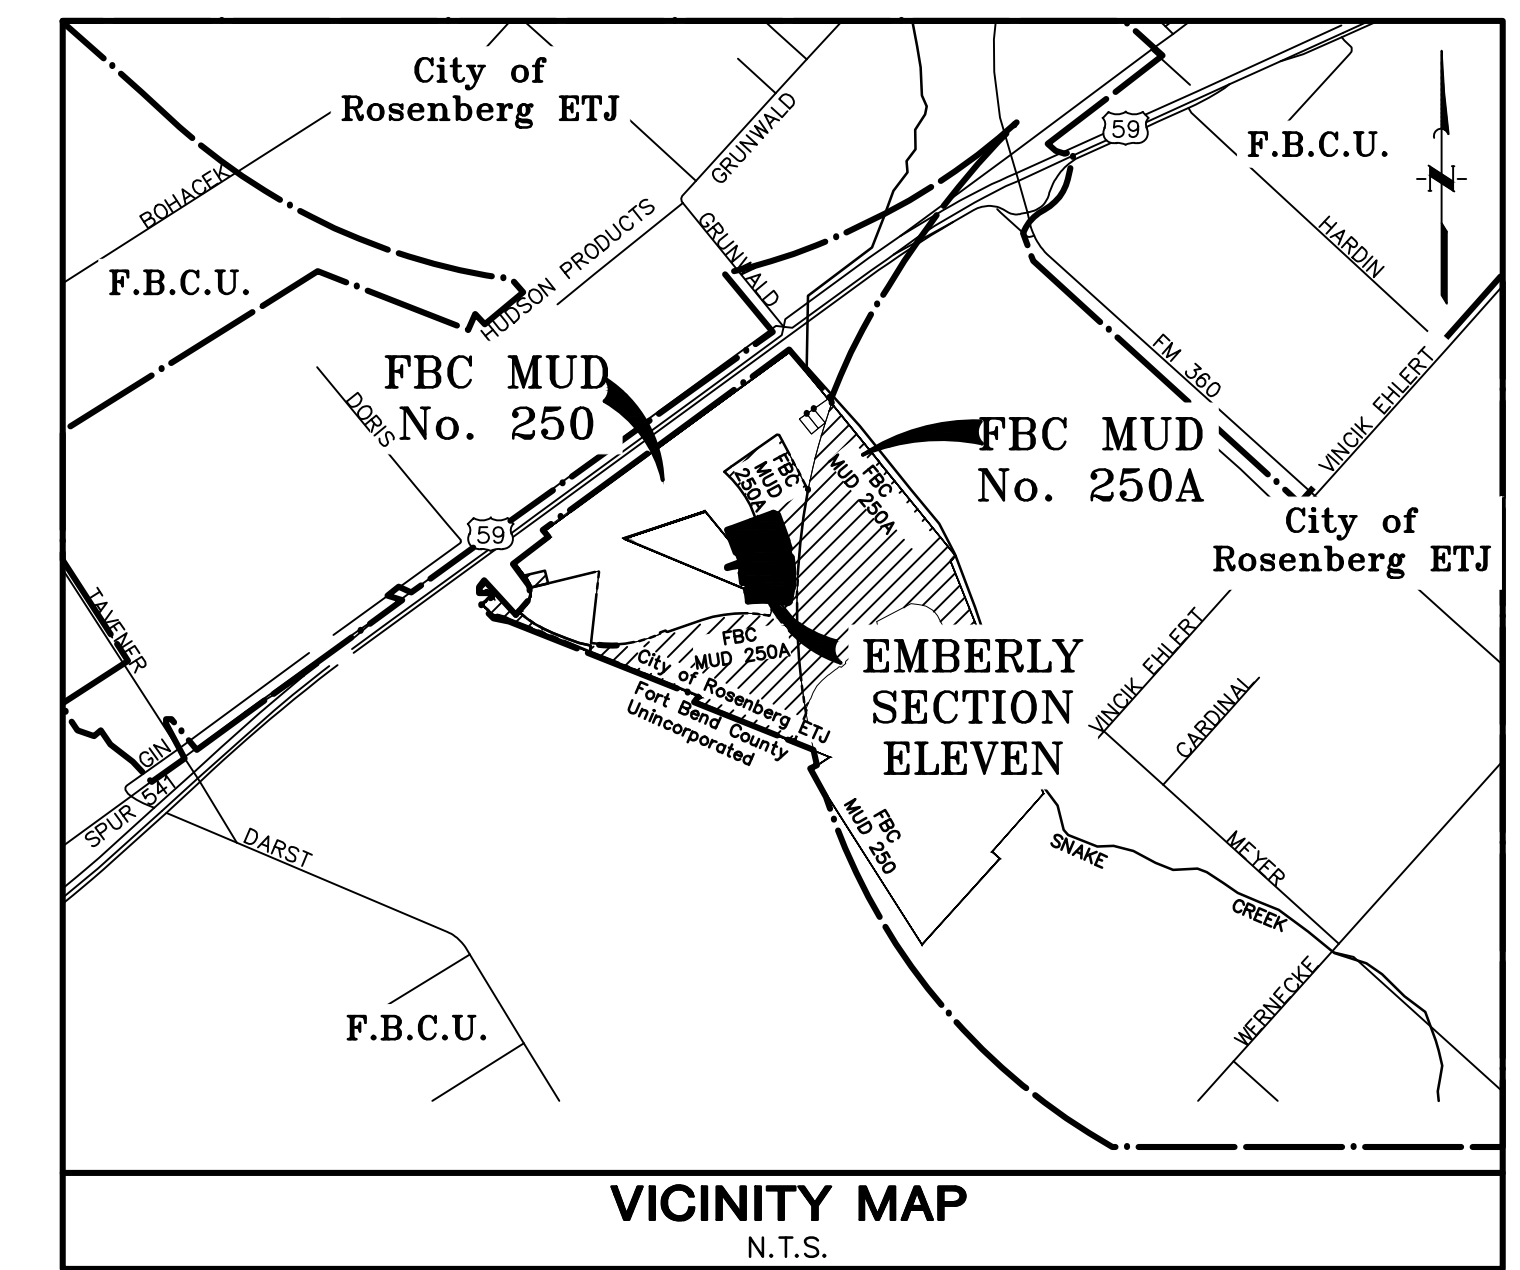 City of
Rosenberg ETJ
GRUNWALD
59
F.B.C.U.
N
BOHACEK
HUDSON PRODUCTS
GRUNWALD
HARDIN
F.B.C.U.
FM 360
VINCIK EHLERT
FBC MUD
No. 250
DORIS
FBC MUD
No. 250A
FBC
MUD
250A
FBC
MUD 250A
59
City of
Rosenberg ETJ
TAVENER
FBC
MUD 250A
EMBERLY
SECTION
ELEVEN
City of Rosenberg ETJ
Fort Bend County
Unincorporated
VINCIK EHLERT
CARDINAL
GIN
SPUR 541
DARST
FBC
MUD 250
SNAKE
CREEK
MEYER
WERNECKE
F.B.C.U.
VICINITY MAP
N.T.S.